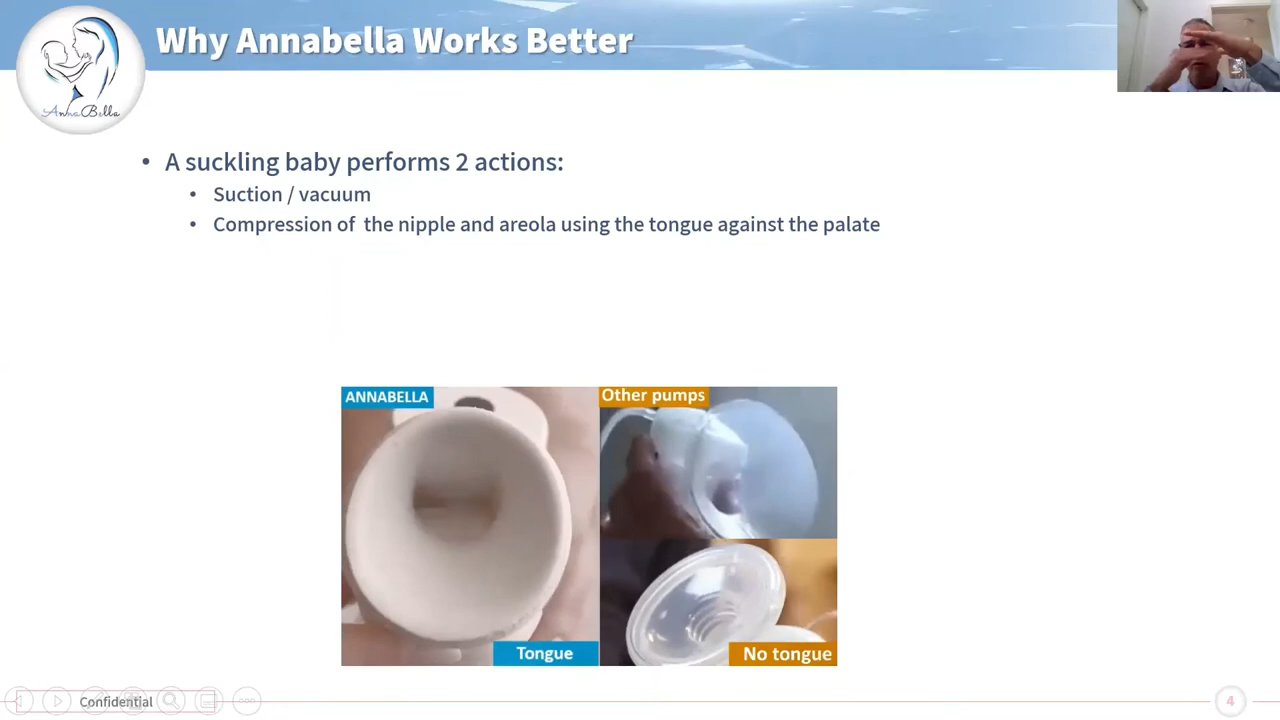 Why Annabella Works Better
AnnaBella
• A suckling baby performs 2 actions:
• Suction / vacuum
• Compression of the nipple and areola using the tongue against the palate
ANNABELLA
Other pumps
Tongue
No tongue
Confidential
4